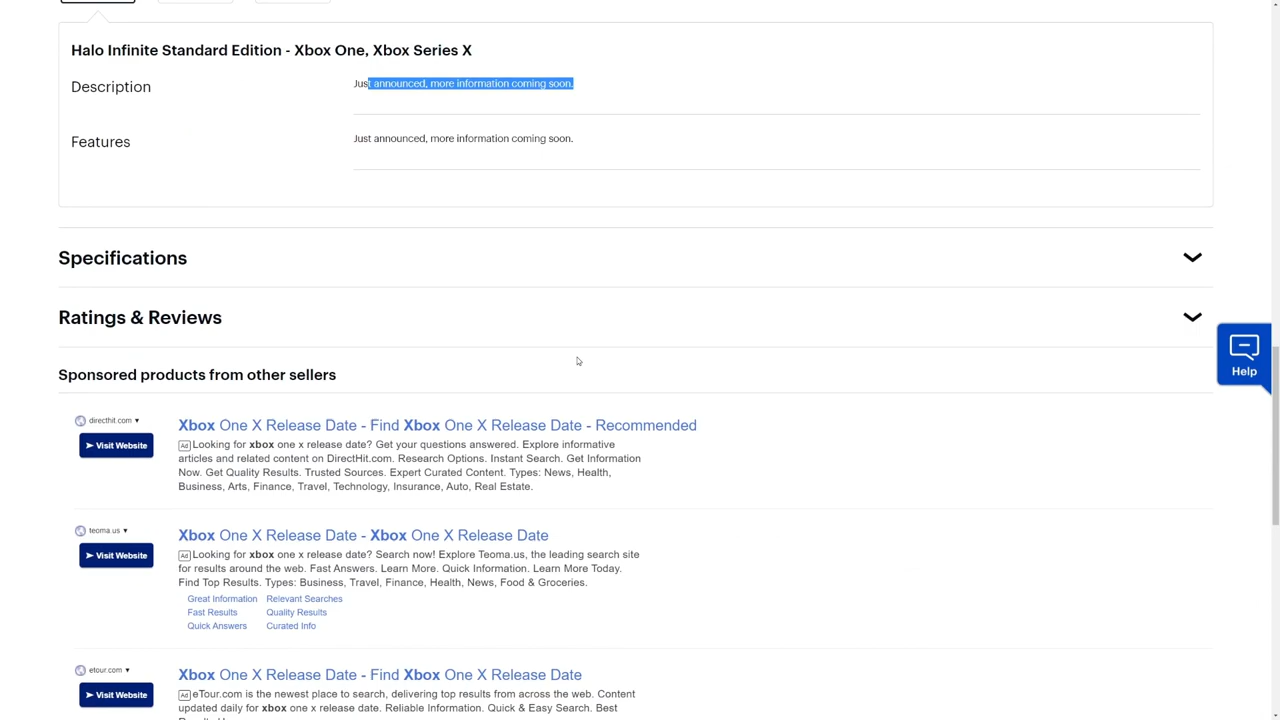 Halo Infinite Standard Edition - Xbox One, Xbox Series X
Description
Just announced, more information coming soon.
Features
Just announced, more information coming soon.
Specifications
Ratings & Reviews
Help
Sponsored products from other sellers
directhit.com
Visit Website
Xbox One X Release Date - Find Xbox One X Release Date - Recommended
Ad Looking for xbox one x release date? Get your questions answered. Explore informative
articles and related content on DirectHit.com. Research Options. Instant Search. Get Information
Now. Get Quality Results. Trusted Sources. Expert Curated Content. Types: News, Health,
Business, Arts, Finance, Travel, Technology, Insurance, Auto, Real Estate.
teoma.us
Visit Website
Xbox One X Release Date - Xbox One X Release Date
Ad Looking for xbox one x release date? Search now! Explore Teoma.us, the leading search site
for results around the web. Fast Answers. Learn More. Quick Information. Learn More Today.
Find Top Results. Types: Business, Travel, Finance, Health, News, Food & Groceries.
Great Information Relevant Searches
Fast Results Quality Results
Quick Answers Curated Info
etour.com
Visit Website
Xbox One X Release Date - Find Xbox One X Release Date
Ad eTour.com is the newest place to search, delivering top results from across the web. Content
updated daily for xbox one x release date. Reliable Information. Quick & Easy Search. Best